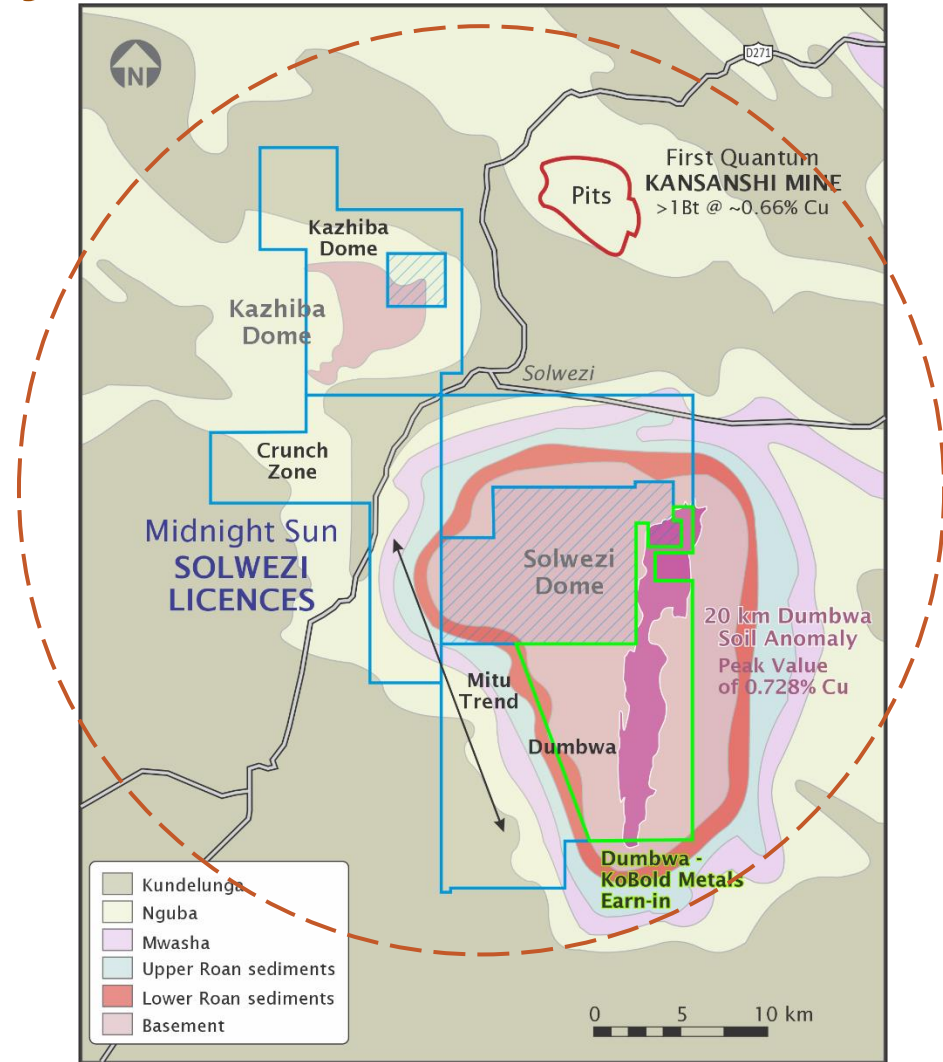 N
D271
First Quantum
KANSANSHI MINE
>1Bt @ ~0.66% Cu
Pits
Kazhiba
Dome
Kazhiba
Dome
Solwezi
Crunch
Zone
Midnight Sun
SOLWEZI
LICENCES
Solwezi
Dome
20 km Dumbwa
Soil Anomaly
Peak Value
of 0.728% Cu
Mitu
Trend
Dumbwa
Dumbwa -
KoBold Metals
Earn-in
Kundelunga
Nguba
Mwasha
Upper Roan sediments
Lower Roan sediments
Basement
0 5 10 km